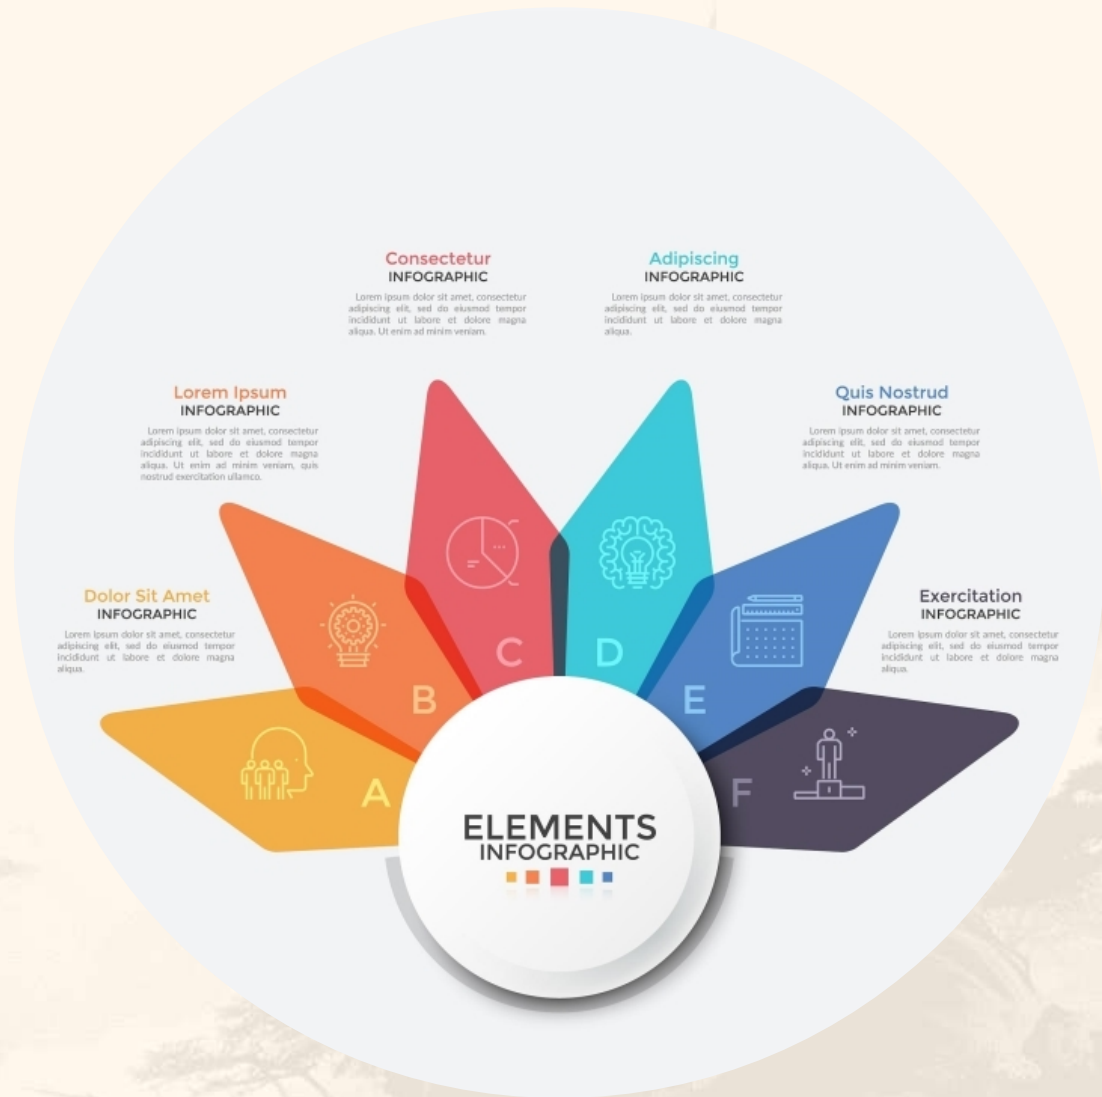 Consectetur
INFOGRAPHIC
Lorem ipsum dolor sit amet, consectetur
adipiscing elit, sed do eiusmod tempor
incididunt ut labore et dolore magna
aliqua. Ut enim ad minim veniam.
Adipiscing
INFOGRAPHIC
Lorem ipsum dolor sit amet, consectetur
adipiscing elit, sed do eiusmod tempor
incididunt ut labore et dolore magna
aliqua.
Lorem Ipsum
INFOGRAPHIC
Lorem ipsum dolor sit amet, consectetur
adipiscing elit, sed do eiusmod tempor
incididunt ut labore et dolore magna
aliqua. Ut enim ad minim veniam, quis
nostrud exercitation ullamco.
Quis Nostrud
INFOGRAPHIC
Lorem ipsum dolor sit amet, consectetur
adipiscing elit, sed do eiusmod tempor
incididunt ut labore et dolore magna
aliqua. Ut enim ad minim veniam.
Dolor Sit Amet
INFOGRAPHIC
Lorem ipsum dolor sit amet, consectetur
adipiscing elit, sed do eiusmod tempor
incididunt ut labore et dolore magna
aliqua.
Exercitation
INFOGRAPHIC
Lorem ipsum dolor sit amet, consectetur
adipiscing elit, sed do eiusmod tempor
incididunt ut labore et dolore magna
aliqua.
A
B
C
D
E
F
ELEMENTS
INFOGRAPHIC